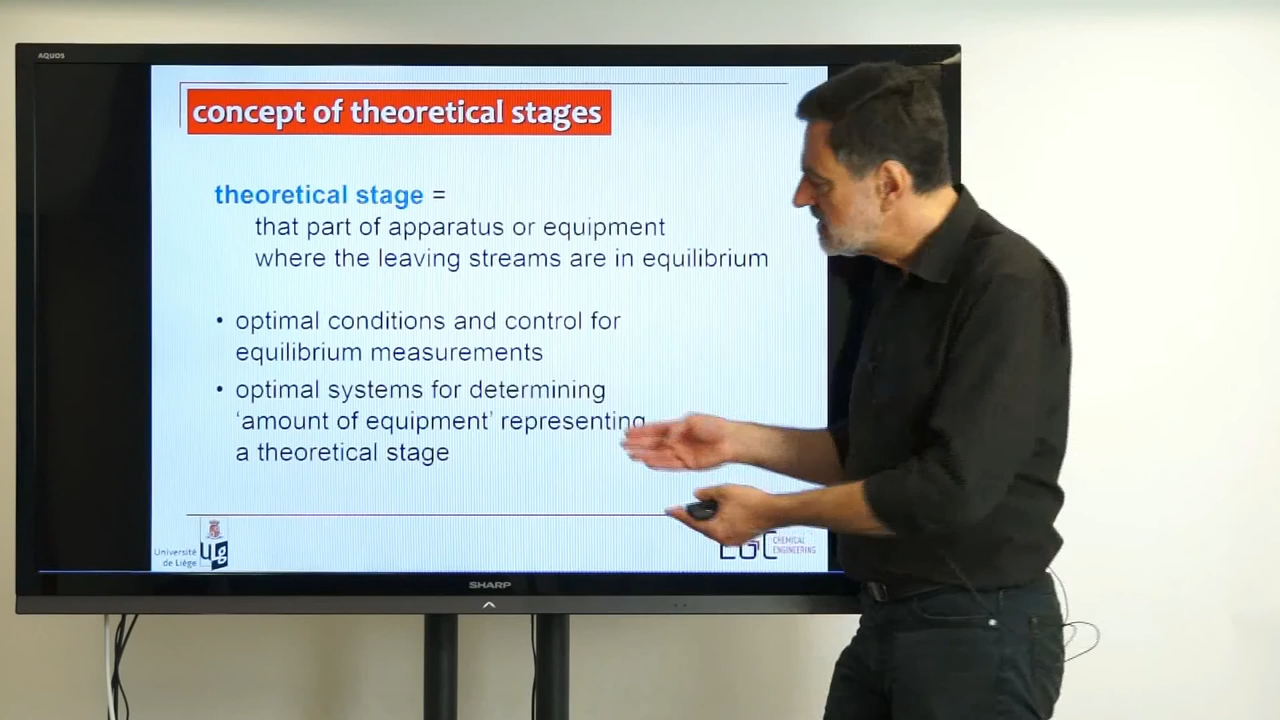 AQUOS
concept of theoretical stages
theoretical stage =
that part of apparatus or equipment
where the leaving streams are in equilibrium
• optimal conditions and control for
equilibrium measurements
• optimal systems for determining
‘amount of equipment’ representing
a theoretical stage
Université
de Liège
ULg
CHEMICAL
ENGINEERING
SHARP